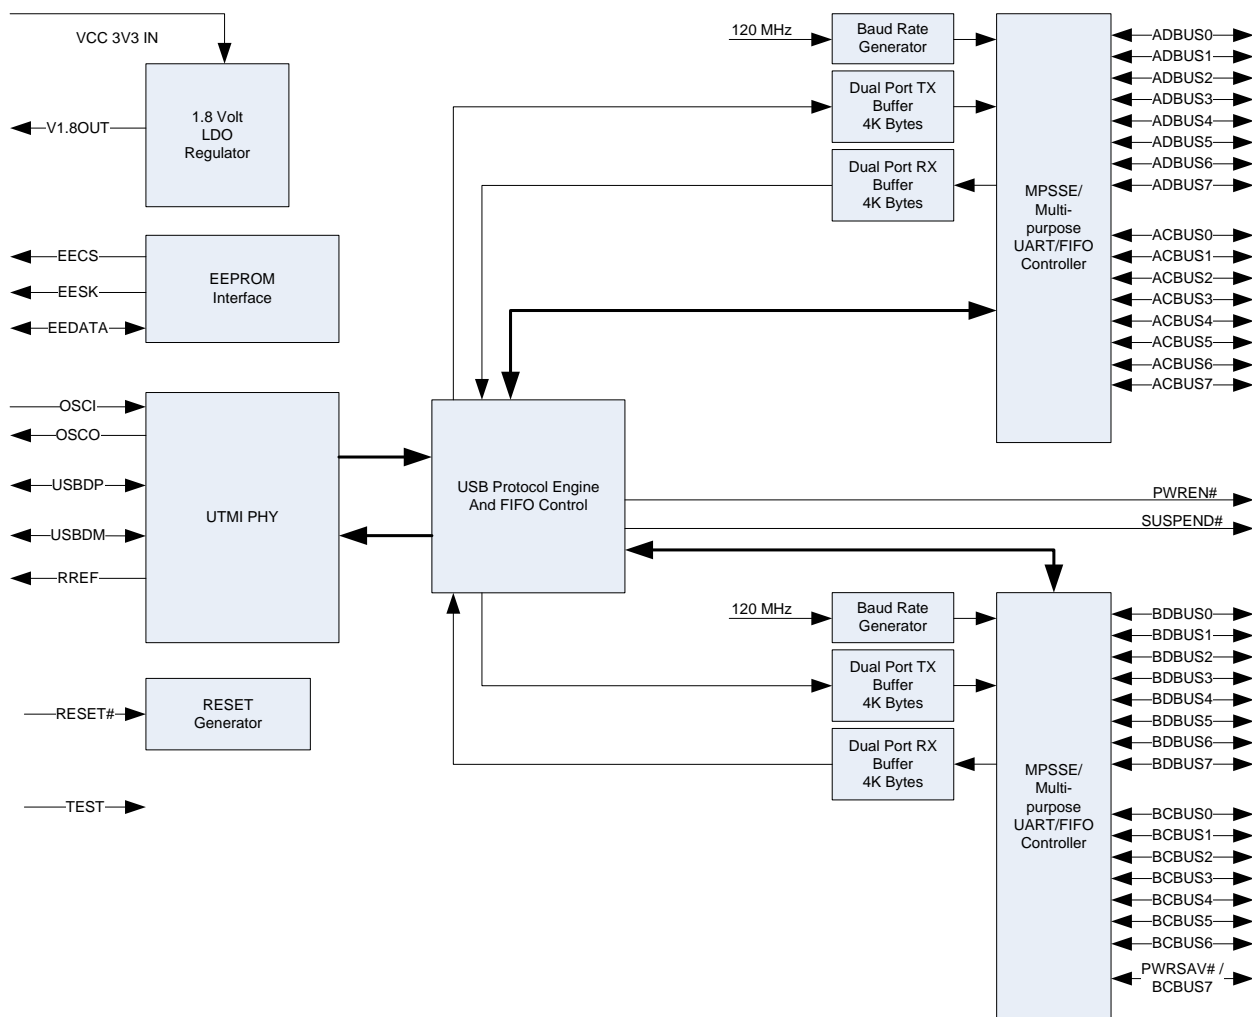 VCC 3V3 IN
1.8 Volt
LDO
Regulator
V1.8OUT
EECS
EESK
EEDATA
EEPROM
Interface
OSCI
OSCO
USBDP
USBDM
RREF
UTMI PHY
RESET#
RESET
Generator
TEST
USB Protocol Engine
And FIFO Control
120 MHz
Baud Rate
Generator
Dual Port TX
Buffer
4K Bytes
Dual Port RX
Buffer
4K Bytes
MPSSE/
Multi-
purpose
UART/FIFO
Controller
ADBUS0
ADBUS1
ADBUS2
ADBUS3
ADBUS4
ADBUS5
ADBUS6
ADBUS7
ACBUS0
ACBUS1
ACBUS2
ACBUS3
ACBUS4
ACBUS5
ACBUS6
ACBUS7
PWREN#
SUSPEND#
120 MHz
Baud Rate
Generator
Dual Port TX
Buffer
4K Bytes
Dual Port RX
Buffer
4K Bytes
MPSSE/
Multi-
purpose
UART/FIFO
Controller
BDBUS0
BDBUS1
BDBUS2
BDBUS3
BDBUS4
BDBUS5
BDBUS6
BDBUS7
BCBUS0
BCBUS1
BCBUS2
BCBUS3
BCBUS4
BCBUS5
BCBUS6
PWRSAV# /
BCBUS7